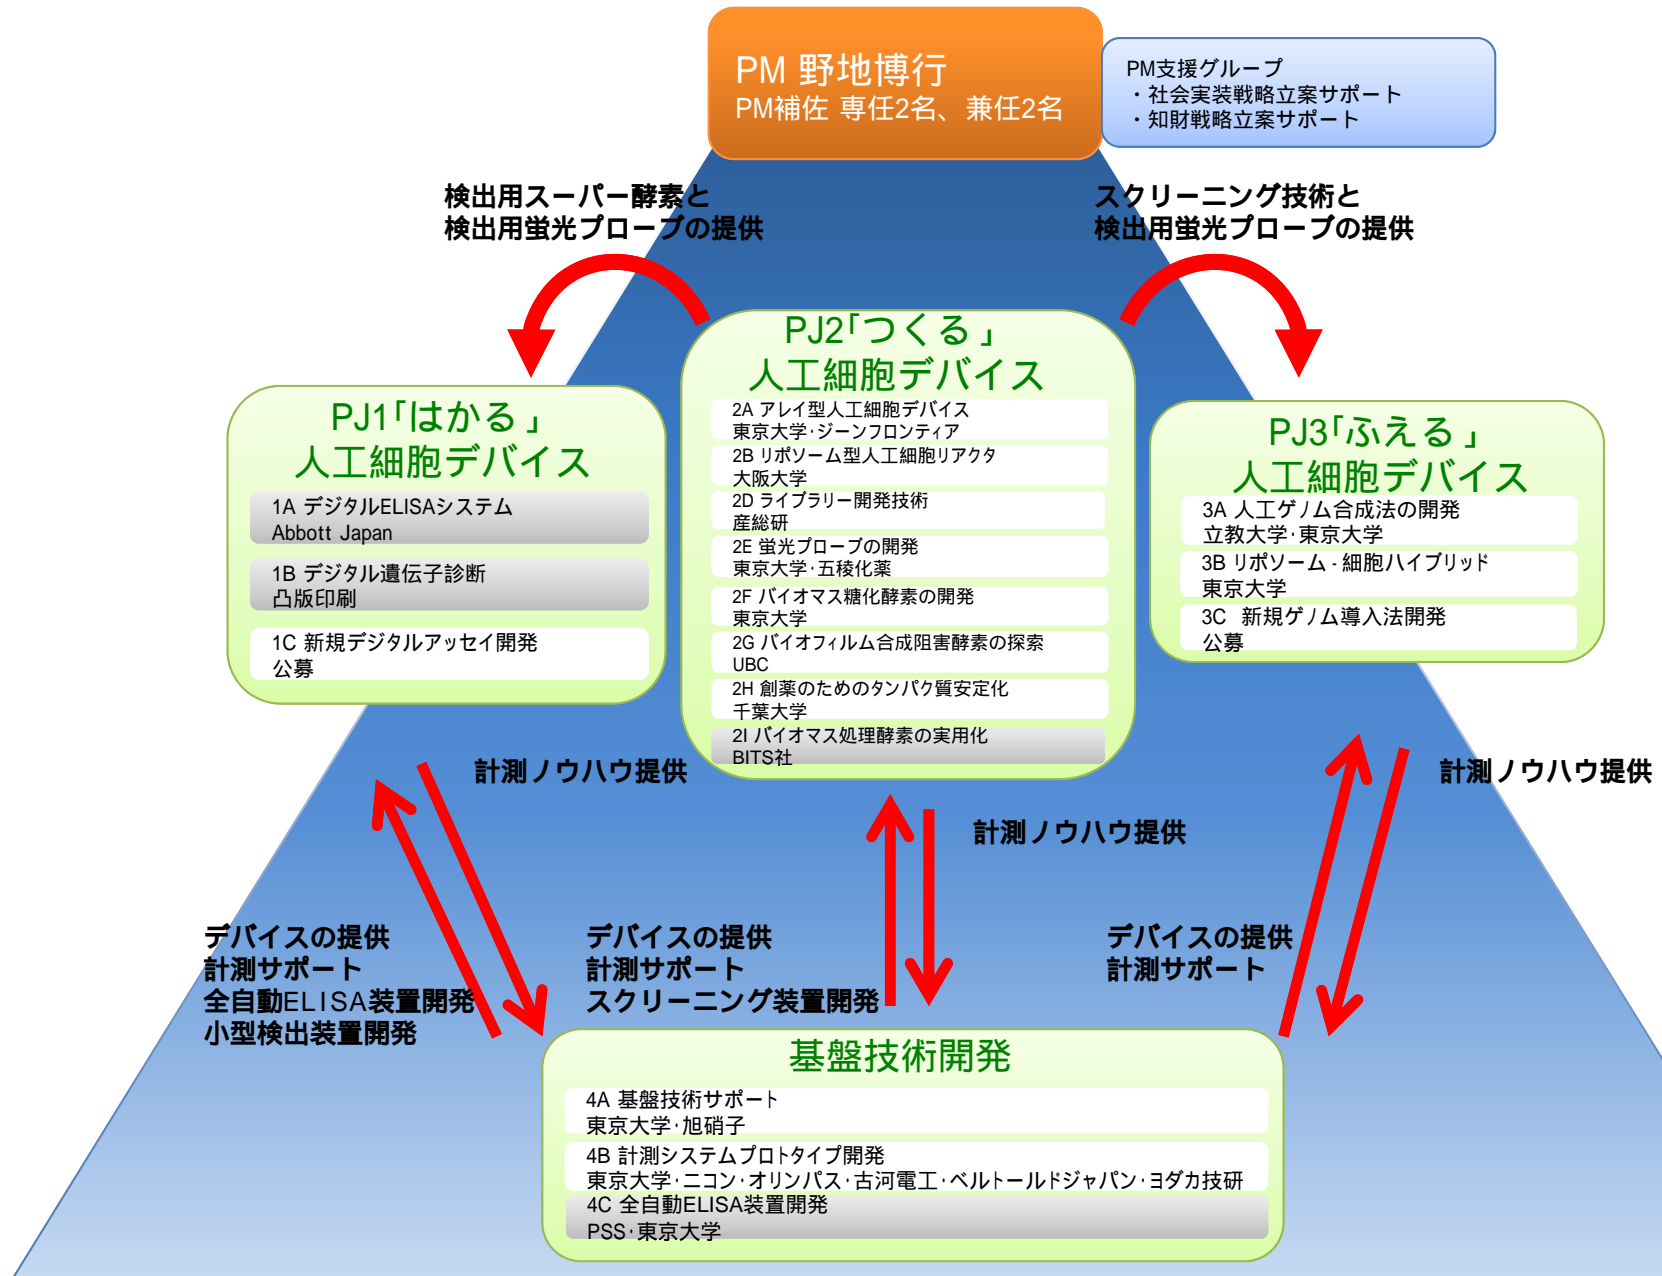 PM 野地博行
PM補佐 専任2名、兼任2名
PM支援グループ
・社会実装戦略立案サポート
・知財戦略立案サポート
検出用スーパー酵素と
検出用蛍光プローブの提供
スクリーニング技術と
検出用蛍光プローブの提供
PJ1「はかる」
人工細胞デバイス
1A デジタルELISAシステム
Abbott Japan
1B デジタル遺伝子診断
凸版印刷
1C 新規デジタルアッセイ開発
公募
PJ2「つくる」
人工細胞デバイス
2A アレイ型人工細胞デバイス
東京大学・ジーンフロンティア
2B リポソーム型人工細胞リアクタ
大阪大学
2D ライブラリー開発技術
産総研
2E 蛍光プローブの開発
東京大学・五稜化薬
2F バイオマス糖化酵素の開発
東京大学
2G バイオフィルム合成阻害酵素の探索
UBC
2H 創薬のためのタンパク質安定化
千葉大学
2I バイオマス処理酵素の実用化
BITS社
PJ3「ふえる」
人工細胞デバイス
3A 人工ゲノム合成法の開発
立教大学・東京大学
3B リポソーム - 細胞ハイブリッド
東京大学
3C 新規ゲノム導入法開発
公募
計測ノウハウ提供
計測ノウハウ提供
計測ノウハウ提供
デバイスの提供
計測サポート
全自動ELISA装置開発
小型検出装置開発
デバイスの提供
計測サポート
スクリーニング装置開発
デバイスの提供
計測サポート
基盤技術開発
4A 基盤技術サポート
東京大学・旭硝子
4B 計測システムプロトタイプ開発
東京大学・ニコン・オリンパス・古河電工・ベルトールドジャパン・ヨダカ技研
4C 全自動ELISA装置開発
PSS・東京大学